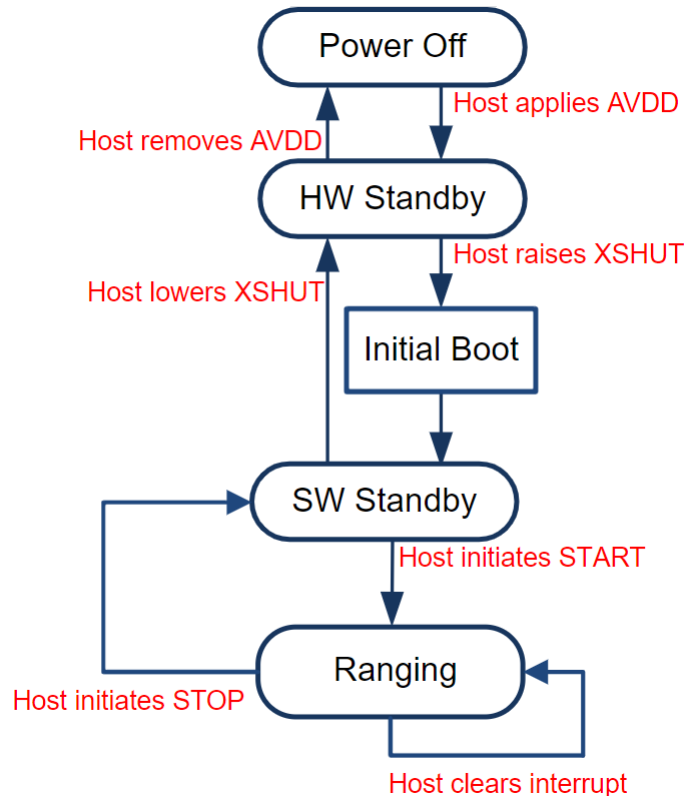 Power Off
Host applies AVDD
Host removes AVDD
HW Standby
Host raises XSHUT
Host lowers XSHUT
Initial Boot
SW Standby
Host initiates START
Ranging
Host initiates STOP
Host clears interrupt